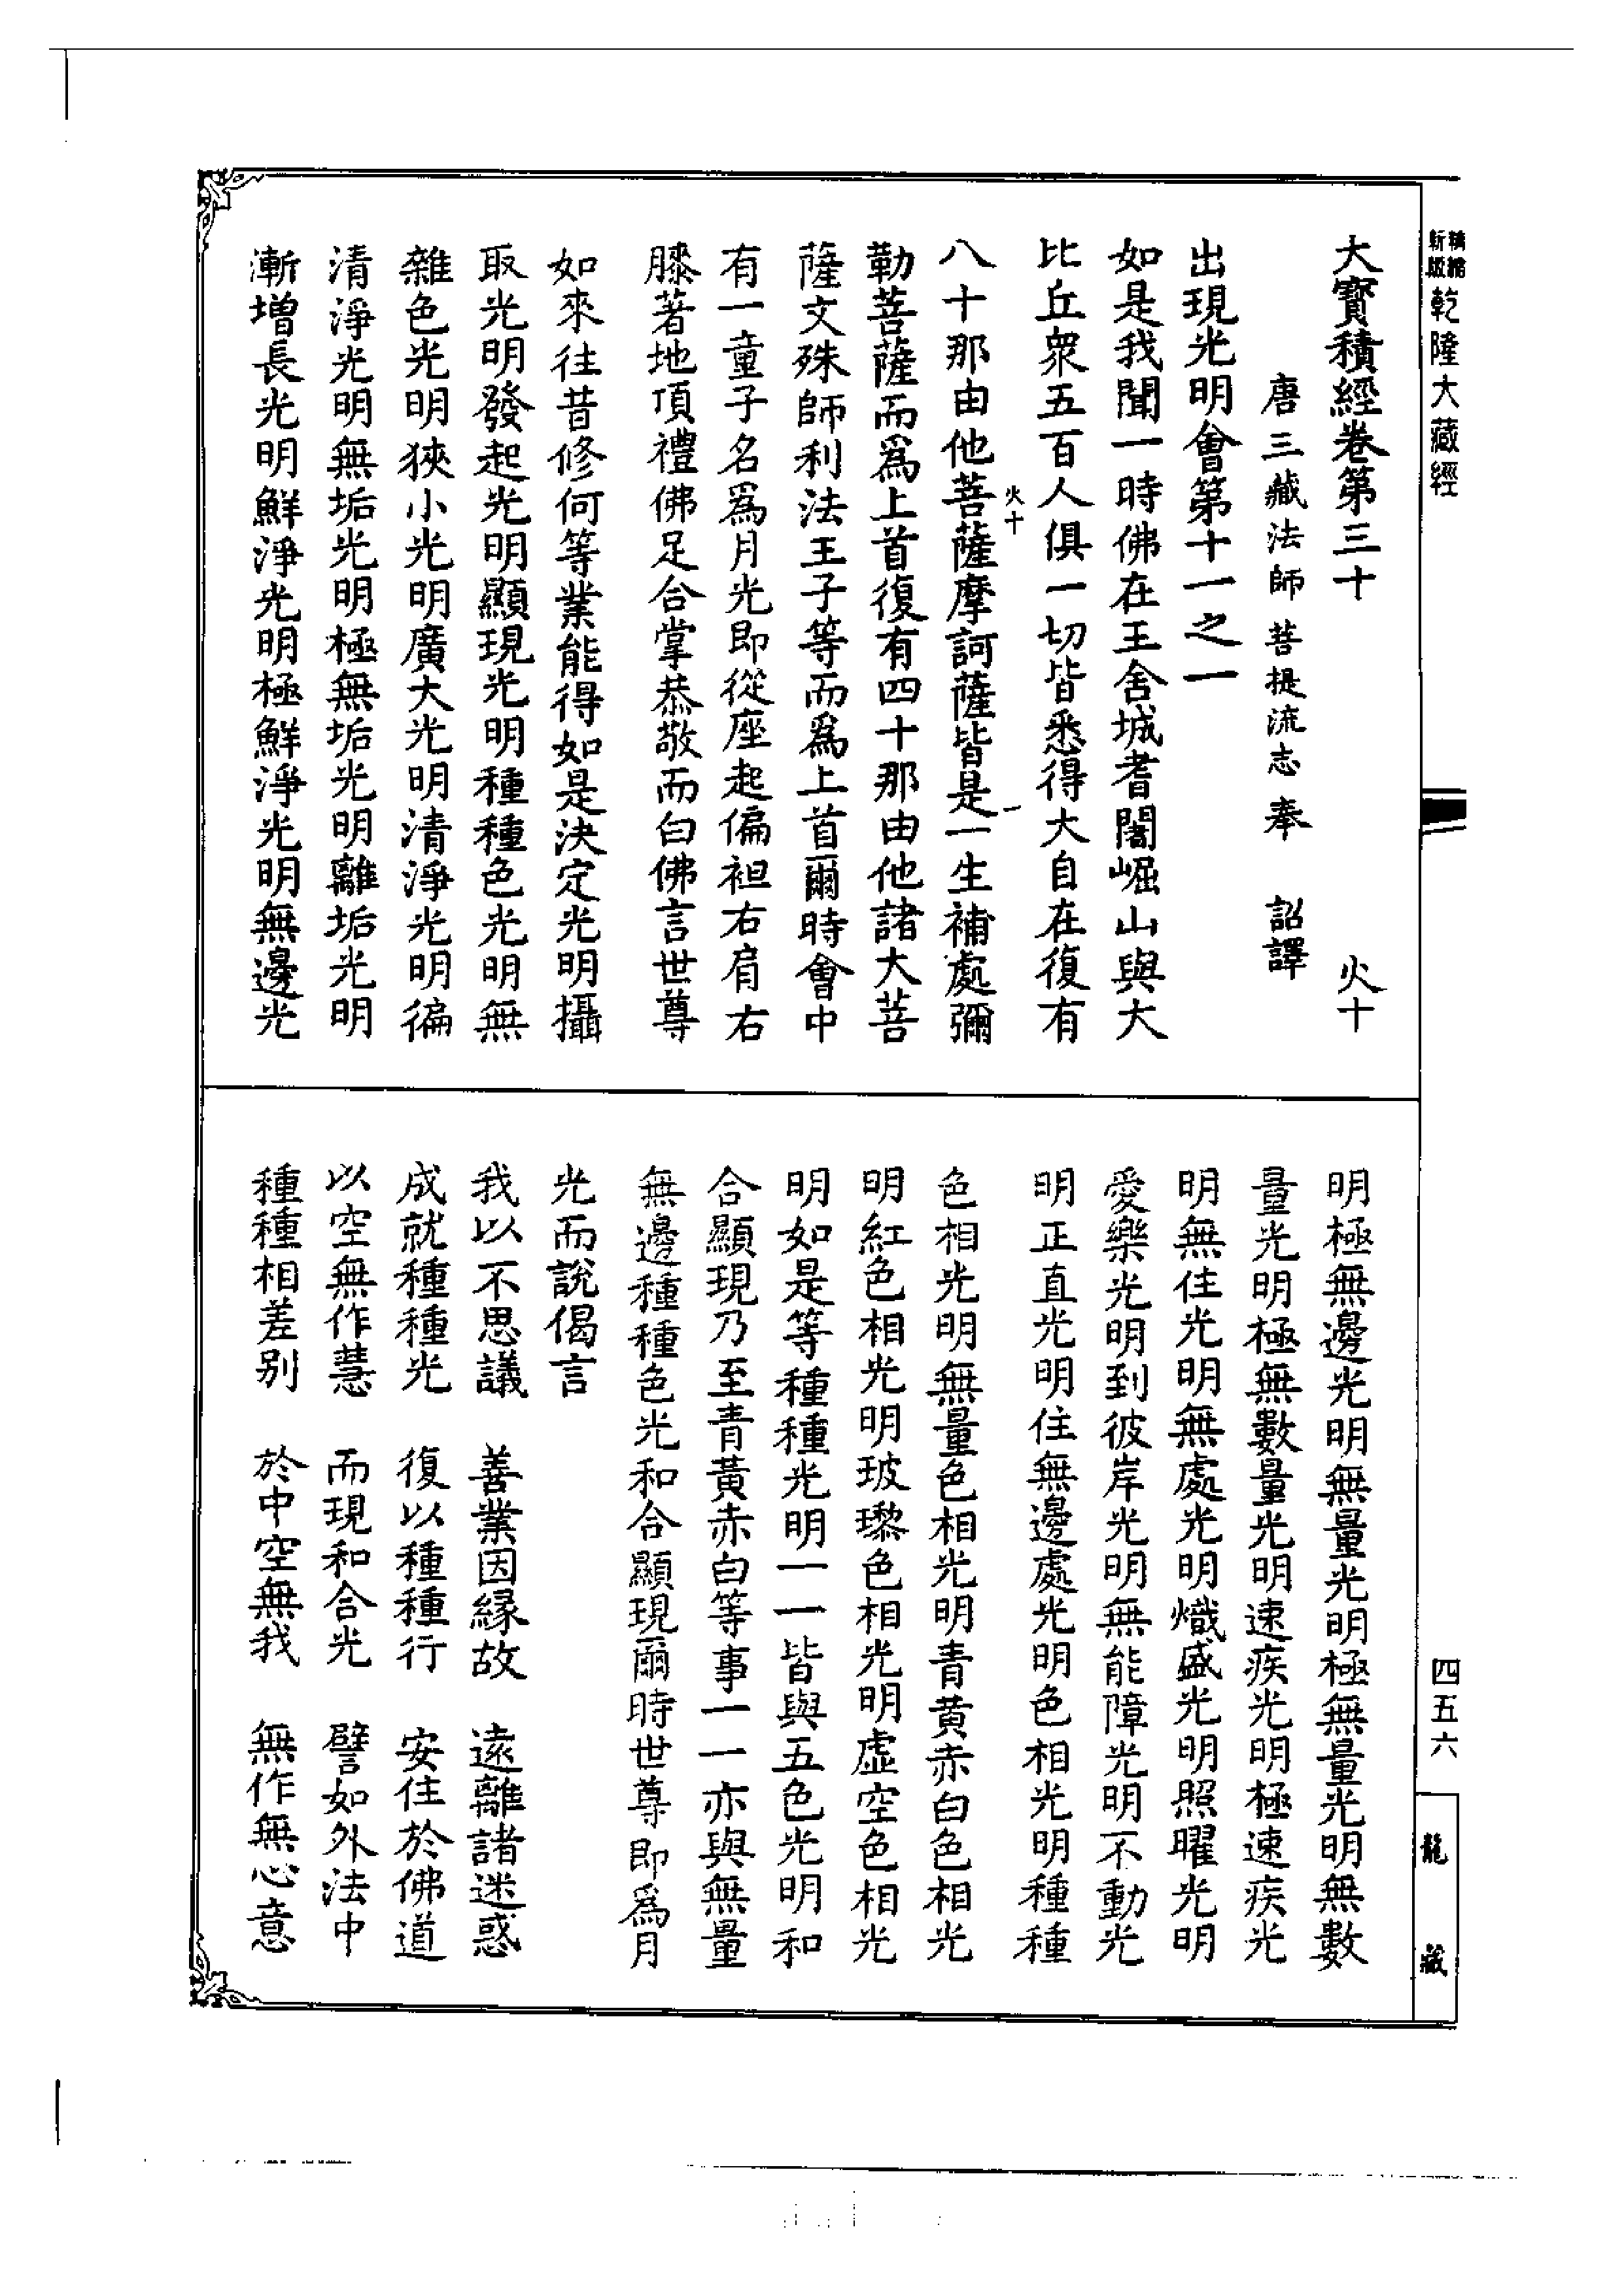 精縮新版乾隆大藏經
大寶積經卷第三十 火十
唐三藏法師菩提流志奉 詔譯
出現光明會第十一之一
如是我聞一時佛在王舍城耆闍崛山與大
比丘眾五百人俱一切皆悉得大自在復有
火十 一
八十那由他菩薩摩訶薩皆是一生補處彌
勒菩薩而為上首復有四十那由他諸大菩
薩文殊師利法王子等而為上首爾時會中
有一童子名為月光即從座起偏袒右肩右
膝著地頂禮佛足合掌恭敬而白佛言世尊
如來往昔修何等業能得如是決定光明攝
取光明發起光明顯現光明種種色光明無
雜色光明狹小光明廣大光明清淨光明徧
清淨光明無垢光明極無垢光明離垢光明
漸增長光明鮮淨光明極鮮淨光明無邊光
明極無邊光明無量光明極無量光明無數
量光明極無數量光明速疾光明極速疾光
明無住光明無處光明熾盛光明照曜光明
愛樂光明到彼岸光明無能障光明不動光
明正直光明住無邊處光明色相光明種種
色相光明無量色相光明青黃赤白色相光
明紅色相光明玻瓈色相光明虛空色相光
明如是等種種光明一一皆與五色光明和
合顯現乃至青黃赤白等事一一亦與無量
無邊種種色光和合顯現爾時世尊即為月
光而說偈言
我以不思議 善業因緣故 遠離諸迷惑
成就種種光 復以種種行 安住於佛道
以空無作慧 而現和合光 譬如外法中
種種相差別 於中空無我 無作無心意
四五六
龍藏